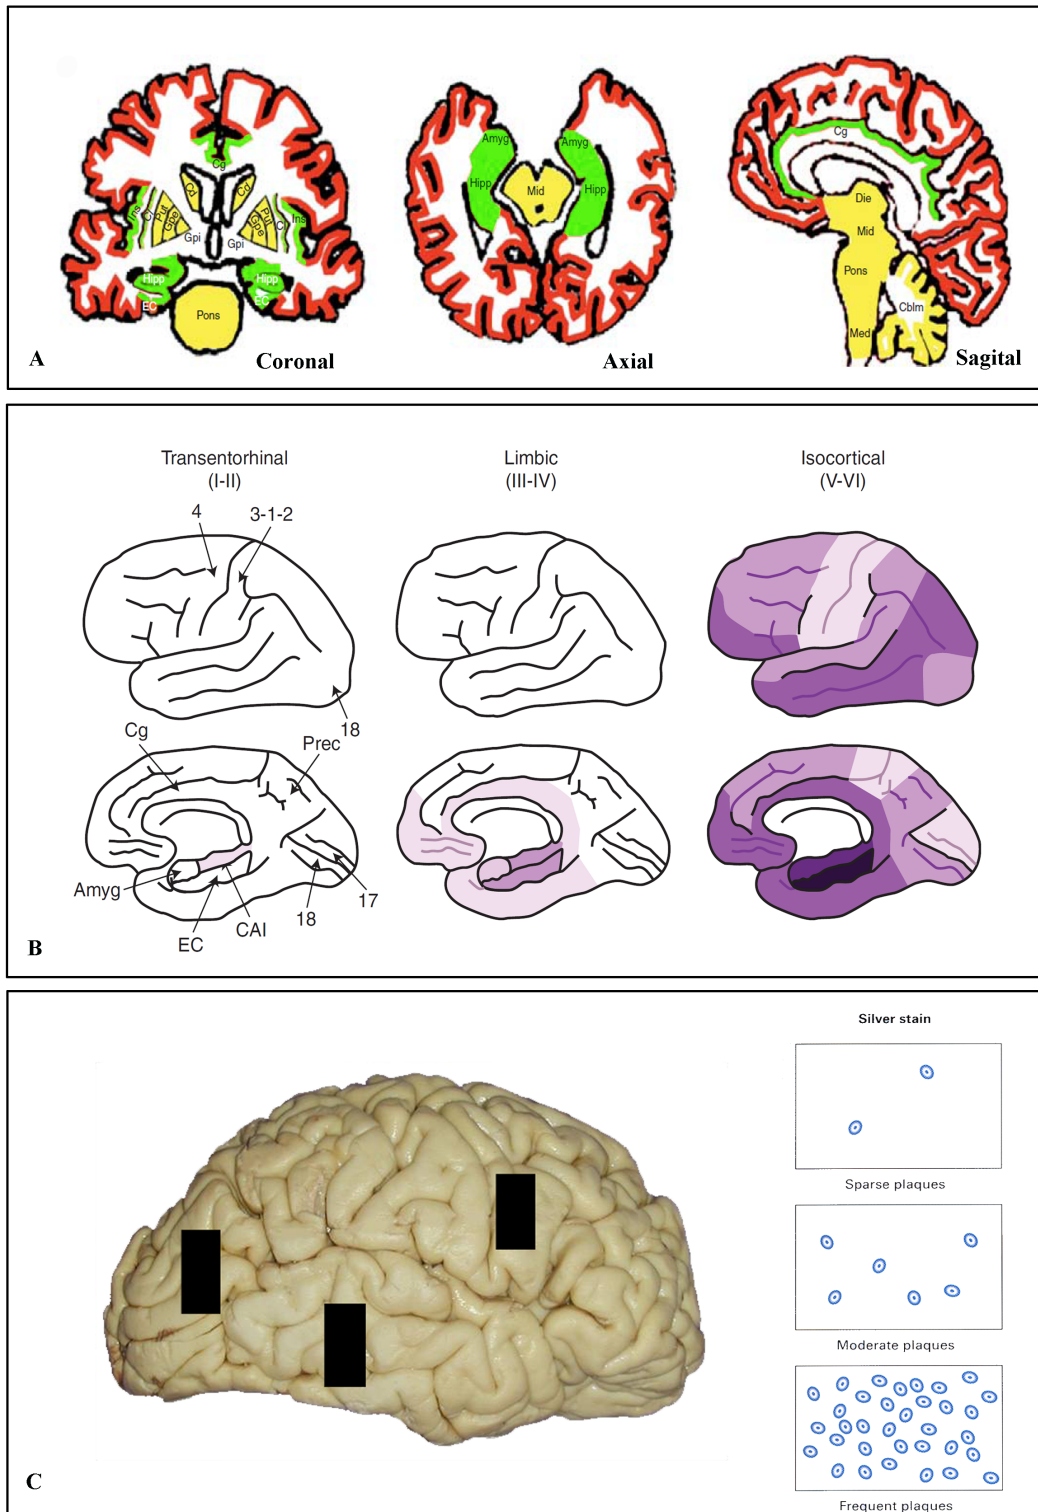 Cg
Cd
Cd
Ins
Cl
Put
Gpe
Gpi
Gpi
Gpe
Put
Cl
Ins
Hipp
Hipp
EC
EC
Pons
Coronal
Amyg
Amyg
Hipp
Hipp
Mid
Axial
Cg
Die
Mid
Pons
Cblm
Med
Sagital
A
Transentorhinal
(I-II)
Limbic
(III-IV)
Isocortical
(V-VI)
4
3-1-2
18
Cg
Prec
Amyg
EC
CAI
18
17
B
Silver stain
Sparse plaques
Moderate plaques
Frequent plaques
C